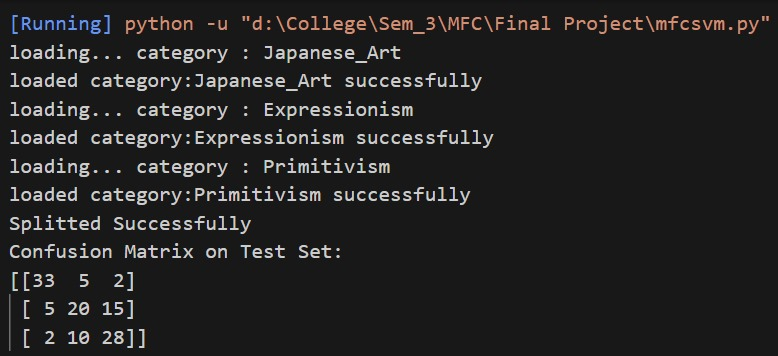 [Running] python -u "d:\College\Sem_3\MFC\Final Project\mfcsvm.py"
loading... category : Japanese_Art
loaded category:Japanese_Art successfully
loading... category : Expressionism
loaded category:Expressionism successfully
loading... category : Primitivism
loaded category:Primitivism successfully
Splitted Successfully
Confusion Matrix on Test Set:
[[33  5  2]
 [ 5 20 15]
 [ 2 10 28]]